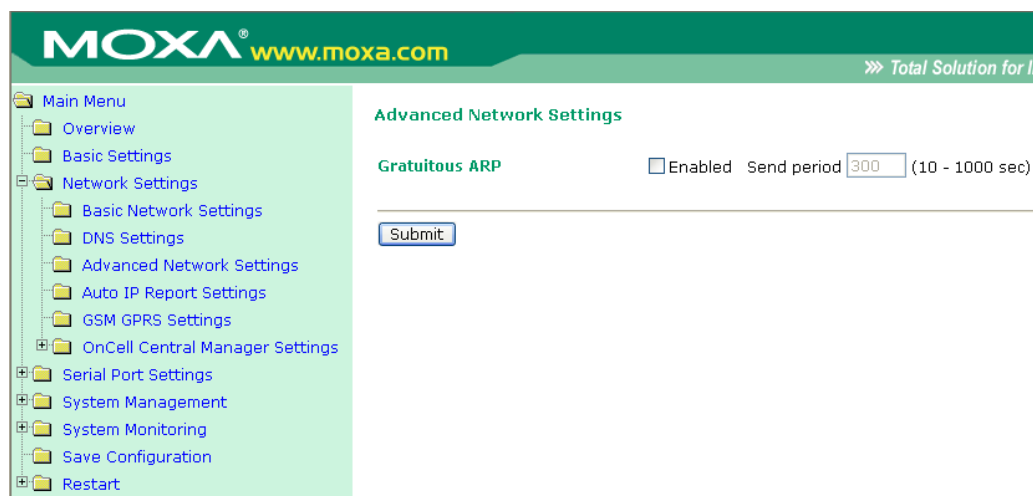 MOXA® www.moxa.com
Total Solution for I
Main Menu
Overview
Basic Settings
Network Settings
Basic Network Settings
DNS Settings
Advanced Network Settings
Auto IP Report Settings
GSM GPRS Settings
OnCell Central Manager Settings
Serial Port Settings
System Management
System Monitoring
Save Configuration
Restart
Advanced Network Settings
Gratuitous ARP Enabled Send period 300 (10 - 1000 sec)
Submit